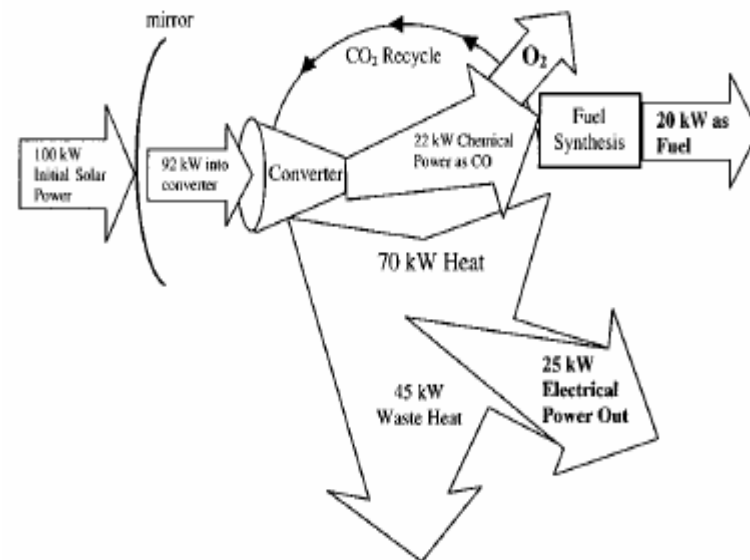 mirror
CO₂ Recycle
O₂
100 kW
Initial Solar
Power
92 kW into
converter
Converter
22 kW Chemical
Power as CO
Fuel
Synthesis
20 kW as
Fuel
70 kW Heat
45 kW
Waste Heat
25 kW
Electrical
Power Out